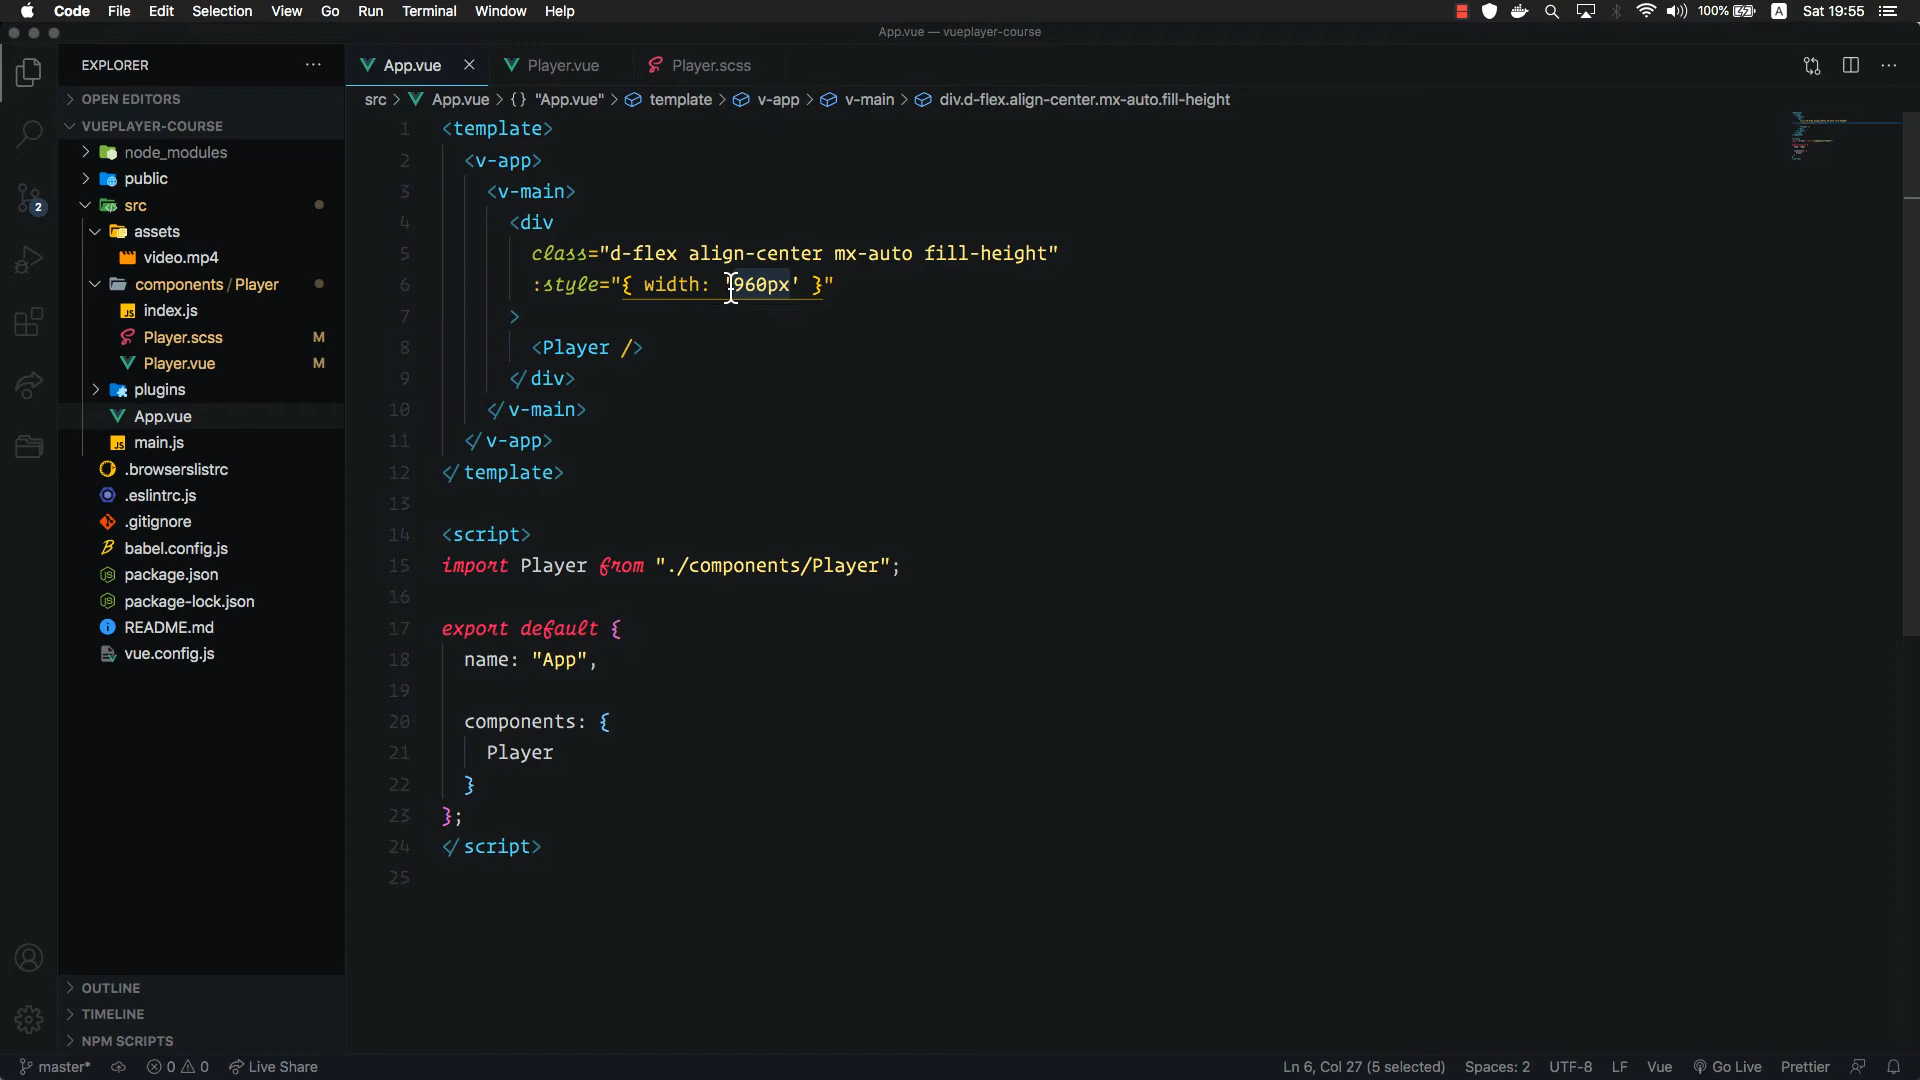 Code File Edit Selection View Go Run Terminal Window Help 100% A Sat 19:55
App.vue — vueplayer-course
EXPLORER
App.vue Player.vue Player.scss
OPEN EDITORS
src > App.vue > {} "App.vue" > template > v-app > v-main > div.d-flex.align-center.mx-auto.fill-height
VUEPLAYER-COURSE
node_modules
public
src
assets
video.mp4
components / Player
index.js
Player.scss M
Player.vue M
plugins
App.vue
main.js
.browserslistrc
.eslintrc.js
.gitignore
babel.config.js
package.json
package-lock.json
README.md
vue.config.js
2
OUTLINE
TIMELINE
NPM SCRIPTS
1 <template>
2 <v-app>
3 <v-main>
4 <div
5 class="d-flex align-center mx-auto fill-height"
6 :style="{ width: '960px' }"
7 >
8 <Player />
9 </div>
10 </v-main>
11 </v-app>
12 </template>
13
14 <script>
15 import Player from "./components/Player";
16
17 export default {
18 name: "App",
19
20 components: {
21 Player
22 }
23 };
24 </script>
25
master* 0 0 Live Share Ln 6, Col 27 (5 selected) Spaces: 2 UTF-8 LF Vue Go Live Prettier